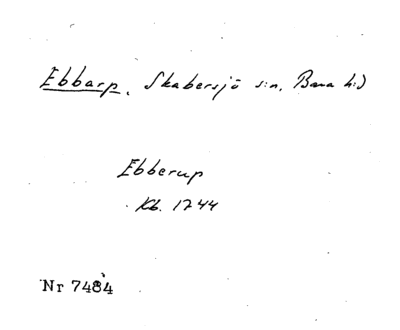 Ebbarp, Skabersjö s:n, Bara h:d
Ebberup
Kb. 1744
Nr 7484